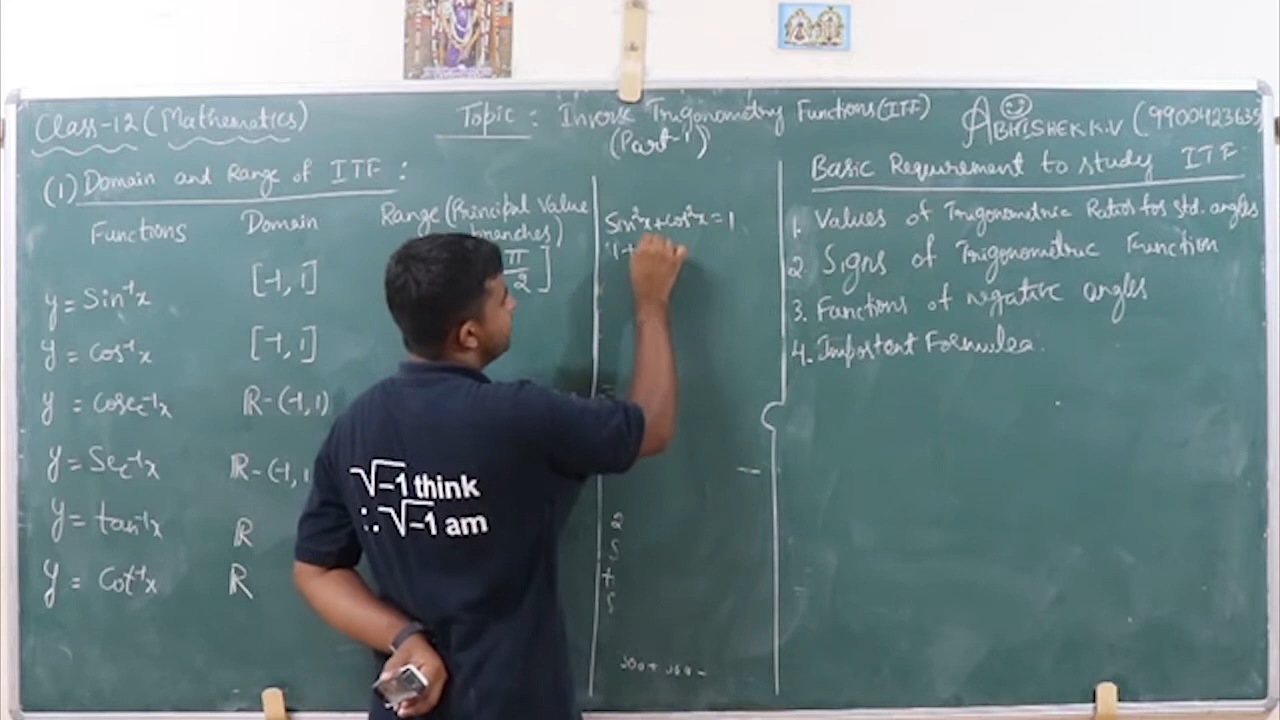 Class-12 (Mathematics)
Topic : Inverse Trigonometry Functions (ITF)
(Part-1)
ABHISHEK.K.V (9900423635)
(1) Domain and Range of ITF :
Functions Domain Range (Principal Value branches)
y = Sin⁻¹x [-1, 1] π/2]
y = Cos⁻¹x [-1, 1]
y = Cosec⁻¹x ℝ-(-1, 1)
y = Sec⁻¹x ℝ-(-1, 1
y = tan⁻¹x ℝ
y = Cot⁻¹x ℝ
Sin²x+cos²x = 1
1+
2
Basic Requirement to study ITF
1. Values of Trigonometric Ratios for std. angles
2. Signs of Trigonometric Function
3. Functions of negative angles
4. Important Formulea.
√-1 think
∴ √-1 am